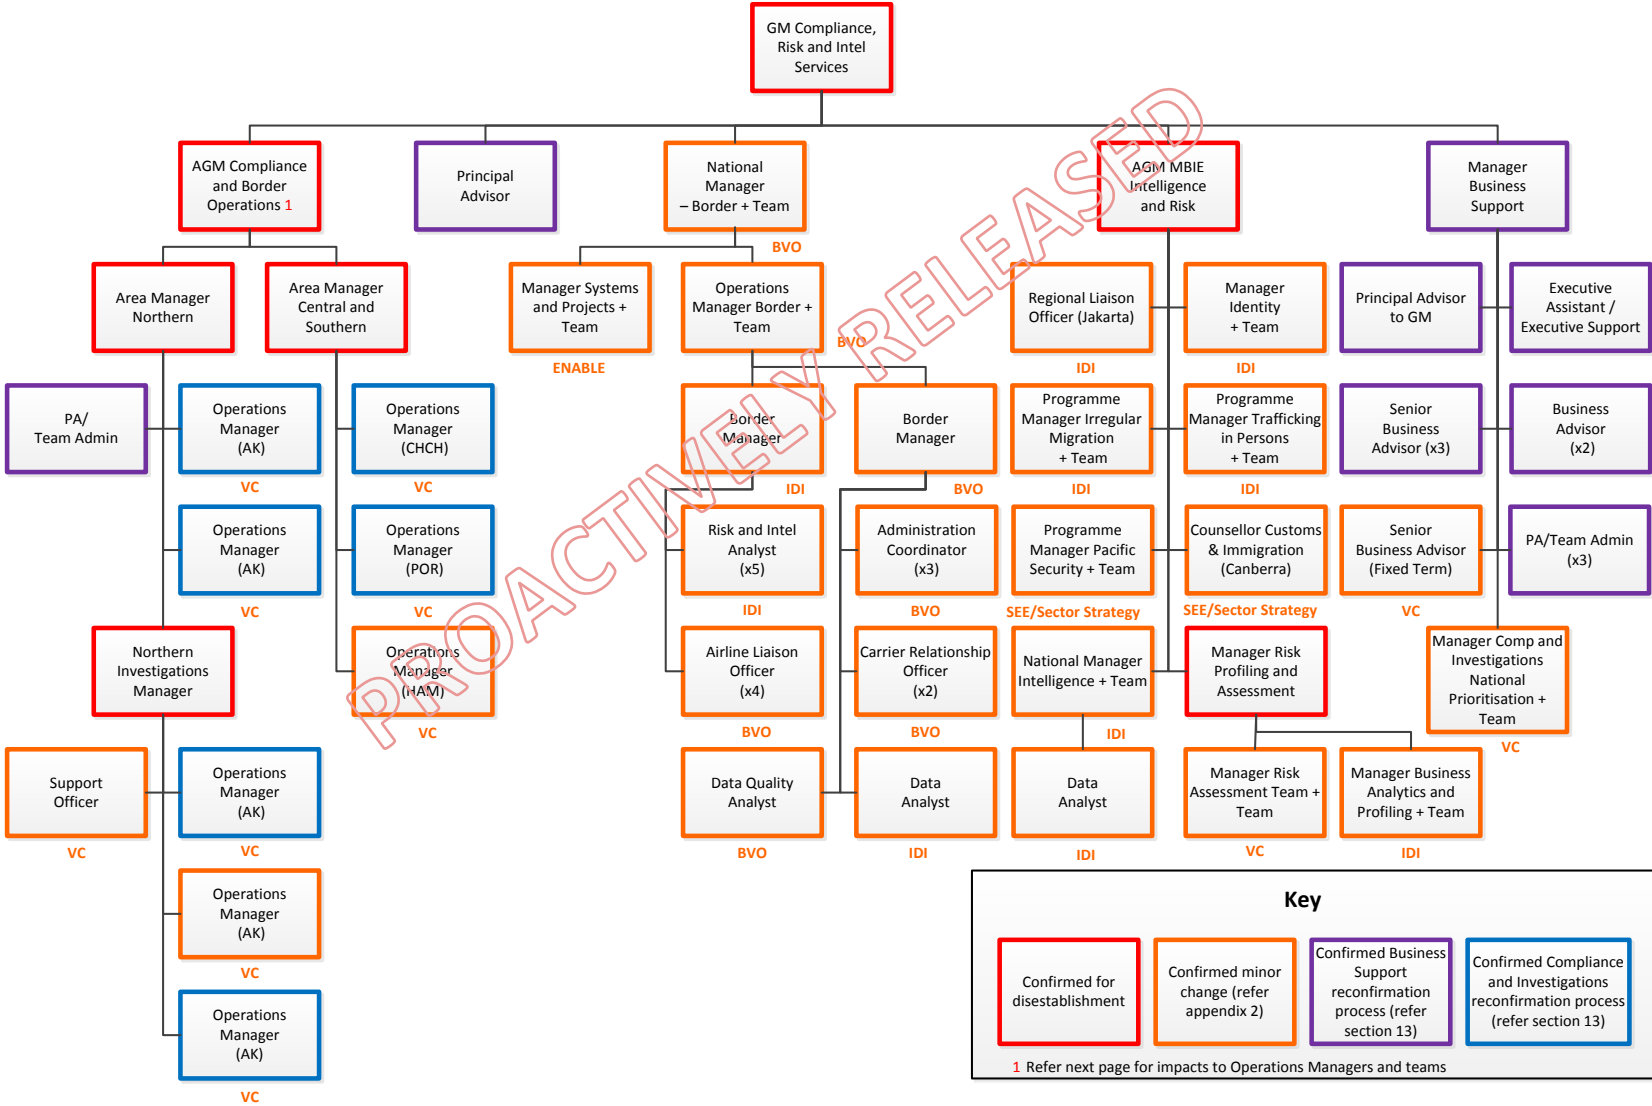 GM Compliance,
Risk and Intel
Services
AGM Compliance
and Border
Operations 1
Principal
Advisor
National
Manager
– Border + Team
BVO
AGM MBIE
Intelligence
and Risk
Manager
Business
Support
Area Manager
Northern
Area Manager
Central and
Southern
Manager Systems
and Projects +
Team
ENABLE
Operations
Manager Border +
Team
BVO
Regional Liaison
Officer (Jakarta)
IDI
Manager
Identity
+ Team
IDI
Principal Advisor
to GM
Executive
Assistant /
Executive Support
PA/
Team Admin
Operations
Manager
(AK)
VC
Operations
Manager
(CHCH)
VC
Border
Manager
IDI
Border
Manager
BVO
Programme
Manager Irregular
Migration
+ Team
IDI
Programme
Manager Trafficking
in Persons
+ Team
IDI
Senior
Business
Advisor (x3)
Business
Advisor
(x2)
Operations
Manager
(AK)
VC
Operations
Manager
(POR)
VC
Risk and Intel
Analyst
(x5)
IDI
Administration
Coordinator
(x3)
BVO
Programme
Manager Pacific
Security + Team
SEE/Sector Strategy
Counsellor Customs
& Immigration
(Canberra)
SEE/Sector Strategy
Senior
Business Advisor
(Fixed Term)
VC
PA/Team Admin
(x3)
Northern
Investigations
Manager
Operations
Manager
(HAM)
VC
Airline Liaison
Officer
(x4)
BVO
Carrier Relationship
Officer
(x2)
BVO
National Manager
Intelligence + Team
IDI
Manager Risk
Profiling and
Assessment
Manager Comp and
Investigations
National
Prioritisation +
Team
VC
Support
Officer
VC
Operations
Manager
(AK)
VC
Data Quality
Analyst
BVO
Data
Analyst
IDI
Data
Analyst
IDI
Manager Risk
Assessment Team +
Team
VC
Manager Business
Analytics and
Profiling + Team
IDI
Operations
Manager
(AK)
VC
Operations
Manager
(AK)
VC
PROACTIVELY RELEASED
Key
Confirmed for
disestablishment
Confirmed minor
change (refer
appendix 2)
Confirmed Business
Support
reconfirmation
process (refer
section 13)
Confirmed Compliance
and Investigations
reconfirmation process
(refer section 13)
1 Refer next page for impacts to Operations Managers and teams